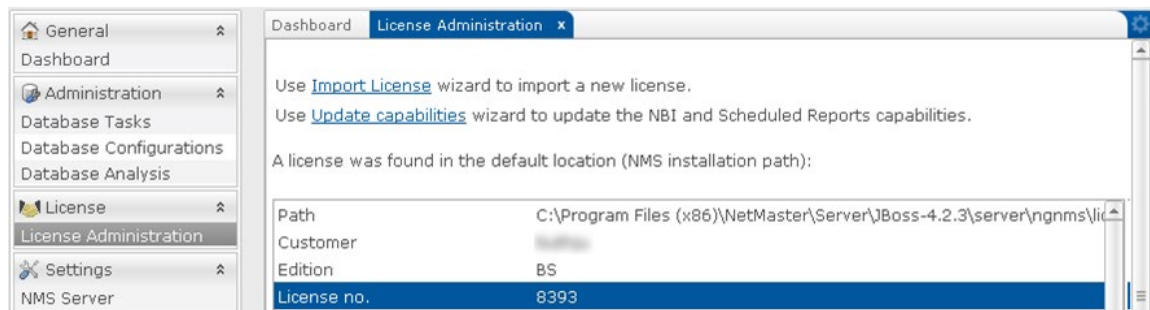 General
Dashboard
Administration
Database Tasks
Database Configurations
Database Analysis
License
License Administration
Settings
NMS Server
Dashboard License Administration x
Use Import License wizard to import a new license.
Use Update capabilities wizard to update the NBI and Scheduled Reports capabilities.
A license was found in the default location (NMS installation path):
Path C:\Program Files (x86)\NetMaster\Server\JBoss-4.2.3\server\ngnms\lic
Customer
Edition BS
License no. 8393